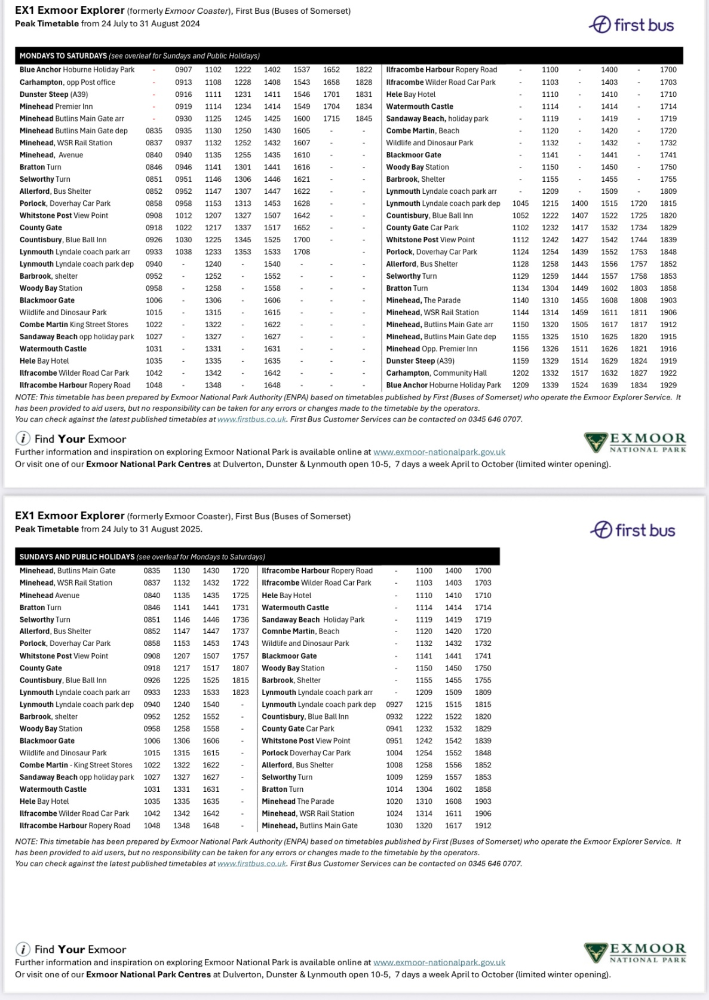 EX1 Exmoor Explorer (formerly Exmoor Coaster), First Bus (Buses of Somerset)
Peak Timetable from 24 July to 31 August 2024
first bus
MONDAYS TO SATURDAYS (see overleaf for Sundays and Public Holidays)
Blue Anchor Hoburne Holiday Park - 0907 1102 1222 1402 1537 1652 1822 Ilfracombe Harbour Ropery Road - 1100 - 1400 - 1700
Carhampton, opp Post office - 0913 1108 1228 1408 1543 1658 1828 Ilfracombe Wilder Road Car Park - 1103 - 1403 - 1703
Dunster Steep (A39) - 0916 1111 1231 1411 1546 1701 1831 Hele Bay Hotel - 1110 - 1410 - 1710
Minehead Premier Inn - 0919 1114 1234 1414 1549 1704 1834 Watermouth Castle - 1114 - 1414 - 1714
Minehead Butlins Main Gate arr - 0930 1125 1245 1425 1600 1715 1845 Sandaway Beach, holiday park - 1119 - 1419 - 1719
Minehead Butlins Main Gate dep 0835 0935 1130 1250 1430 1605 - - Combe Martin, Beach - 1120 - 1420 - 1720
Minehead, WSR Rail Station 0837 0937 1132 1252 1432 1607 - - Wildlife and Dinosaur Park - 1132 - 1432 - 1732
Minehead, Avenue 0840 0940 1135 1255 1435 1610 - - Blackmoor Gate - 1141 - 1441 - 1741
Bratton Turn 0846 0946 1141 1301 1441 1616 - - Woody Bay Station - 1150 - 1450 - 1750
Selworthy Turn 0851 0951 1146 1306 1446 1621 - - Barbrook, Shelter - 1155 - 1455 - 1755
Allerford, Bus Shelter 0852 0952 1147 1307 1447 1622 - - Lynmouth Lyndale coach park arr - 1209 - 1509 - 1809
Porlock, Doverhay Car Park 0858 0958 1153 1313 1453 1628 - - Lynmouth Lyndale coach park dep 1045 1215 1400 1515 1720 1815
Whitstone Post View Point 0908 1012 1207 1327 1507 1642 - - Countisbury, Blue Ball Inn 1052 1222 1407 1522 1725 1820
County Gate 0918 1022 1217 1337 1517 1652 - - County Gate Car Park 1102 1232 1417 1532 1734 1829
Countisbury, Blue Ball Inn 0926 1030 1225 1345 1525 1700 - - Whitstone Post View Point 1112 1242 1427 1542 1744 1839
Lynmouth Lyndale coach park arr 0933 1038 1233 1353 1533 1708 - Porlock, Doverhay Car Park 1124 1254 1439 1552 1753 1848
Lynmouth Lyndale coach park dep 0940 - 1240 - 1540 - - - Allerford, Bus Shelter 1128 1258 1443 1556 1757 1852
Barbrook, shelter 0952 - 1252 - 1552 - - - Selworthy Turn 1129 1259 1444 1557 1758 1853
Woody Bay Station 0958 - 1258 - 1558 - - - Bratton Turn 1134 1304 1449 1602 1803 1858
Blackmoor Gate 1006 - 1306 - 1606 - - - Minehead, The Parade 1140 1310 1455 1608 1808 1903
Wildlife and Dinosaur Park 1015 - 1315 - 1615 - - - Minehead, WSR Rail Station 1144 1314 1459 1611 1811 1906
Combe Martin King Street Stores 1022 - 1322 - 1622 - - - Minehead, Butlins Main Gate arr 1150 1320 1505 1617 1817 1912
Sandaway Beach opp holiday park 1027 - 1327 - 1627 - - - Minehead, Butlins Main Gate dep 1155 1325 1510 1625 1820 1915
Watermouth Castle 1031 - 1331 - 1631 - - - Minehead Opp. Premier Inn 1156 1326 1511 1626 1821 1916
Hele Bay Hotel 1035 - 1335 - 1635 - - - Dunster Steep (A39) 1159 1329 1514 1629 1824 1919
Ilfracombe Wilder Road Car Park 1042 - 1342 - 1642 - - - Carhampton, Community Hall 1202 1332 1517 1632 1827 1922
Ilfracombe Harbour Ropery Road 1048 - 1348 - 1648 - - - Blue Anchor Hoburne Holiday Park 1209 1339 1524 1639 1834 1929
NOTE: This timetable has been prepared by Exmoor National Park Authority (ENPA) based on timetables published by First (Buses of Somerset) who operate the Exmoor Explorer Service. It
has been provided to aid users, but no responsibility can be taken for any errors or changes made to the timetable by the operators.
You can check against the latest published timetables at www.firstbus.co.uk. First Bus Customer Services can be contacted on 0345 646 0707.
i Find Your Exmoor
EXMOOR
NATIONAL PARK
Further information and inspiration on exploring Exmoor National Park is available online at www.exmoor-nationalpark.gov.uk
Or visit one of our Exmoor National Park Centres at Dulverton, Dunster & Lynmouth open 10-5, 7 days a week April to October (limited winter opening).
EX1 Exmoor Explorer (formerly Exmoor Coaster), First Bus (Buses of Somerset)
Peak Timetable from 24 July to 31 August 2025.
first bus
SUNDAYS AND PUBLIC HOLIDAYS (see overleaf for Mondays to Saturdays)
Minehead, Butlins Main Gate 0835 1130 1430 1720 Ilfracombe Harbour Ropery Road - 1100 1400 1700
Minehead, WSR Rail Station 0837 1132 1432 1722 Ilfracombe Wilder Road Car Park - 1103 1403 1703
Minehead Avenue 0840 1135 1435 1725 Hele Bay Hotel - 1110 1410 1710
Bratton Turn 0846 1141 1441 1731 Watermouth Castle - 1114 1414 1714
Selworthy Turn 0851 1146 1446 1736 Sandaway Beach Holiday Park - 1119 1419 1719
Allerford, Bus Shelter 0852 1147 1447 1737 Comnbe Martin, Beach - 1120 1420 1720
Porlock, Doverhay Car Park 0858 1153 1453 1743 Wildlife and Dinosaur Park - 1132 1432 1732
Whitstone Post View Point 0908 1207 1507 1757 Blackmoor Gate - 1141 1441 1741
County Gate 0918 1217 1517 1807 Woody Bay Station - 1150 1450 1750
Countisbury, Blue Ball Inn 0926 1225 1525 1815 Barbrook, Shelter - 1155 1455 1755
Lynmouth Lyndale coach park arr 0933 1233 1533 1823 Lynmouth Lyndale coach park arr - 1209 1509 1809
Lynmouth Lyndale coach park dep 0940 1240 1540 - Lynmouth Lyndale coach park dep 0927 1215 1515 1815
Barbrook, shelter 0952 1252 1552 - Countisbury, Blue Ball Inn 0932 1222 1522 1820
Woody Bay Station 0958 1258 1558 - County Gate Car Park 0941 1232 1532 1829
Blackmoor Gate 1006 1306 1606 - Whitstone Post View Point 0951 1242 1542 1839
Wildlife and Dinosaur Park 1015 1315 1615 - Porlock Doverhay Car Park 1004 1254 1552 1848
Combe Martin - King Street Stores 1022 1322 1622 - Allerford, Bus Shelter 1008 1258 1556 1852
Sandaway Beach opp holiday park 1027 1327 1627 - Selworthy Turn 1009 1259 1557 1853
Watermouth Castle 1031 1331 1631 - Bratton Turn 1014 1304 1602 1858
Hele Bay Hotel 1035 1335 1635 - Minehead The Parade 1020 1310 1608 1903
Ilfracombe Wilder Road Car Park 1042 1342 1642 - Minehead, WSR Rail Station 1024 1314 1611 1906
Ilfracombe Harbour Ropery Road 1048 1348 1648 - Minehead, Butlins Main Gate 1030 1320 1617 1912
NOTE: This timetable has been prepared by Exmoor National Park Authority (ENPA) based on timetables published by First (Buses of Somerset) who operate the Exmoor Explorer Service. It
has been provided to aid users, but no responsibility can be taken for any errors or changes made to the timetable by the operators.
You can check against the latest published timetables at www.firstbus.co.uk. First Bus Customer Services can be contacted on 0345 646 0707.
i Find Your Exmoor
EXMOOR
NATIONAL PARK
Further information and inspiration on exploring Exmoor National Park is available online at www.exmoor-nationalpark.gov.uk
Or visit one of our Exmoor National Park Centres at Dulverton, Dunster & Lynmouth open 10-5, 7 days a week April to October (limited winter opening).